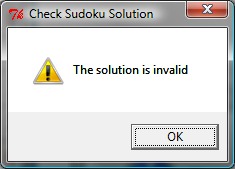 Check Sudoku Solution
The solution is invalid
OK